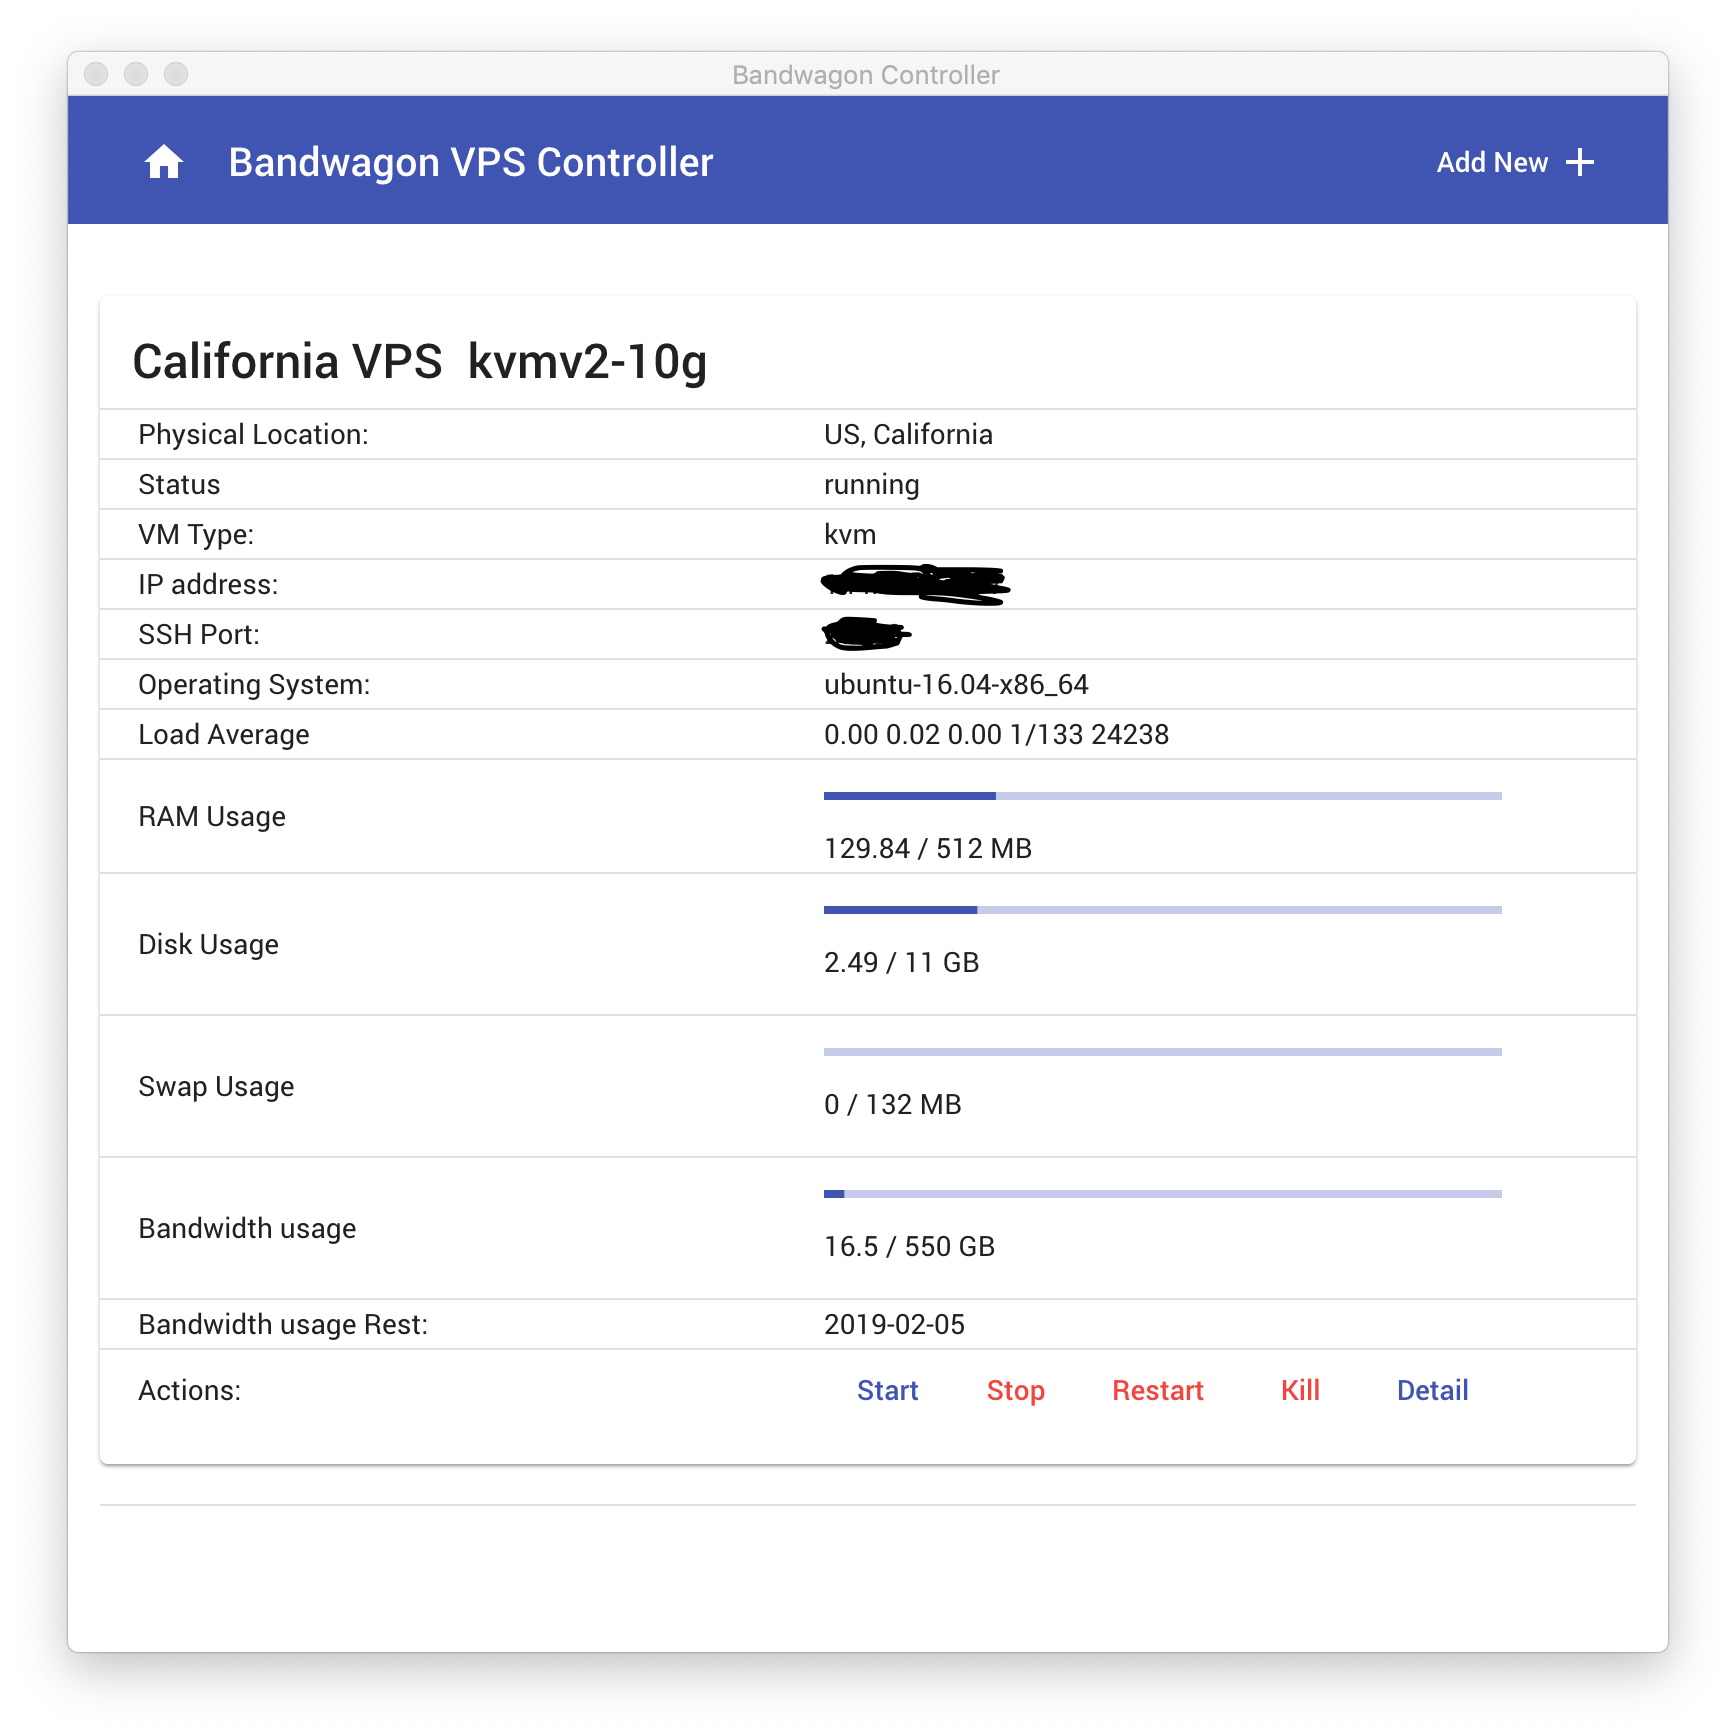 Bandwagon Controller
Bandwagon VPS Controller
Add New
California VPS kvmv2-10g
Physical Location: US, California
Status running
VM Type: kvm
IP address:
SSH Port:
Operating System: ubuntu-16.04-x86_64
Load Average 0.00 0.02 0.00 1/133 24238
RAM Usage
129.84 / 512 MB
Disk Usage
2.49 / 11 GB
Swap Usage
0 / 132 MB
Bandwidth usage
16.5 / 550 GB
Bandwidth usage Rest: 2019-02-05
Actions: Start Stop Restart Kill Detail